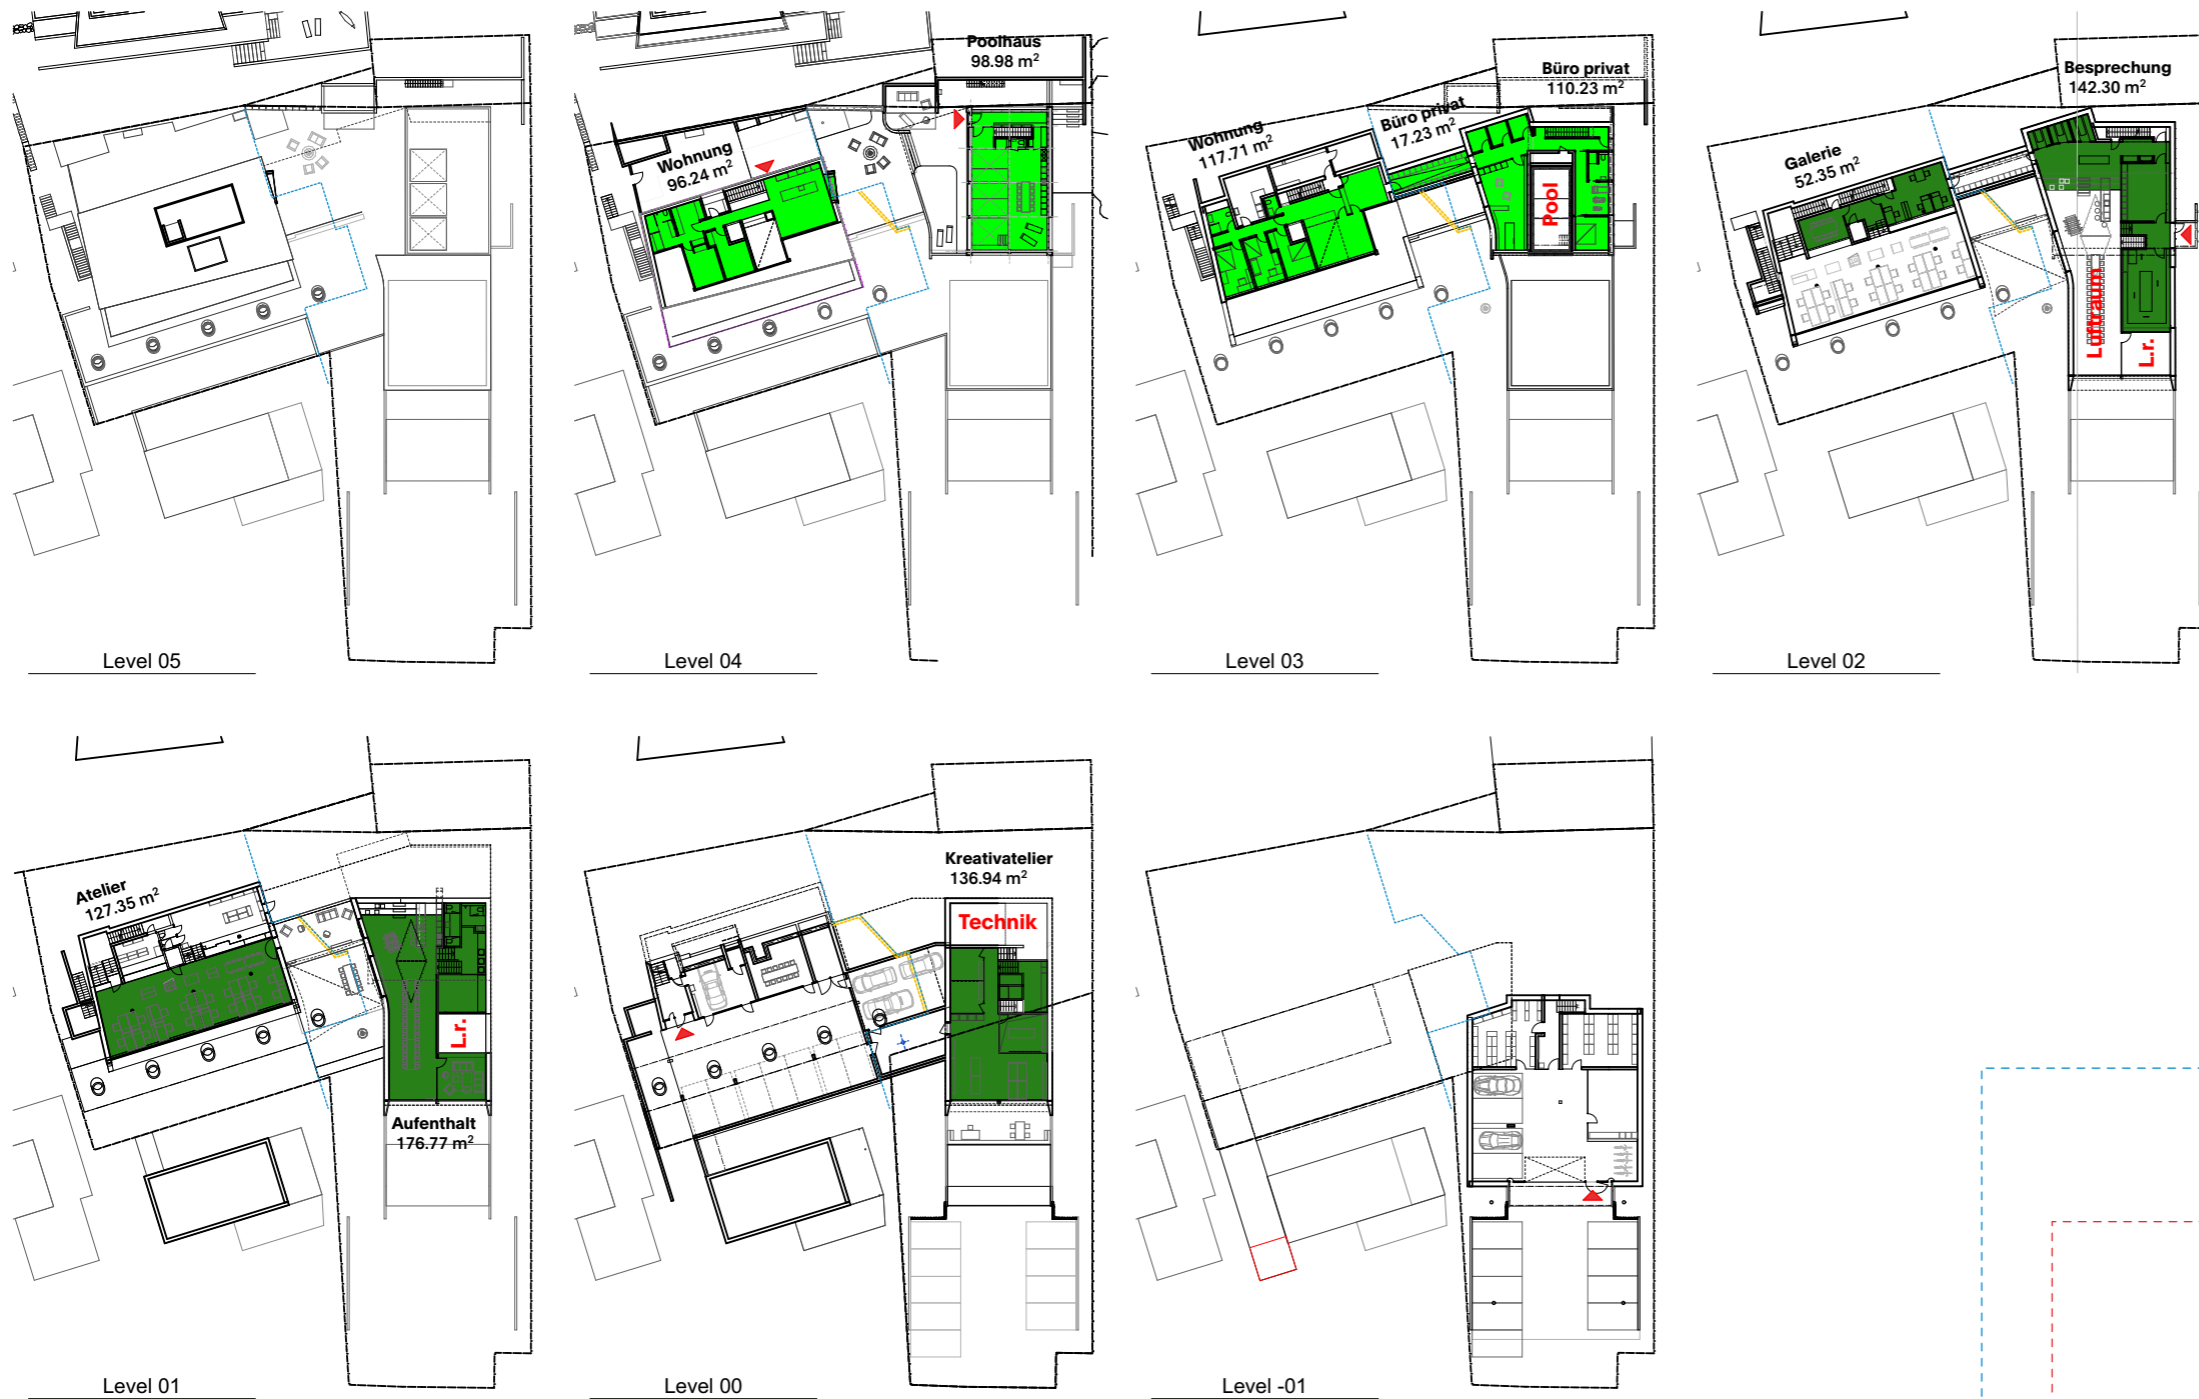 Poolhaus
98.98 m²
Wohnung
96.24 m²
Büro privat
110.23 m²
Büro privat
17.23 m²
Wohnung
117.71 m²
Pool
Besprechung
142.30 m²
Galerie
52.35 m²
Luftraum
L.r.
Level 05
Level 04
Level 03
Level 02
Atelier
127.35 m²
L.r.
Aufenthalt
176.77 m²
Kreativatelier
136.94 m²
Technik
Level 01
Level 00
Level -01